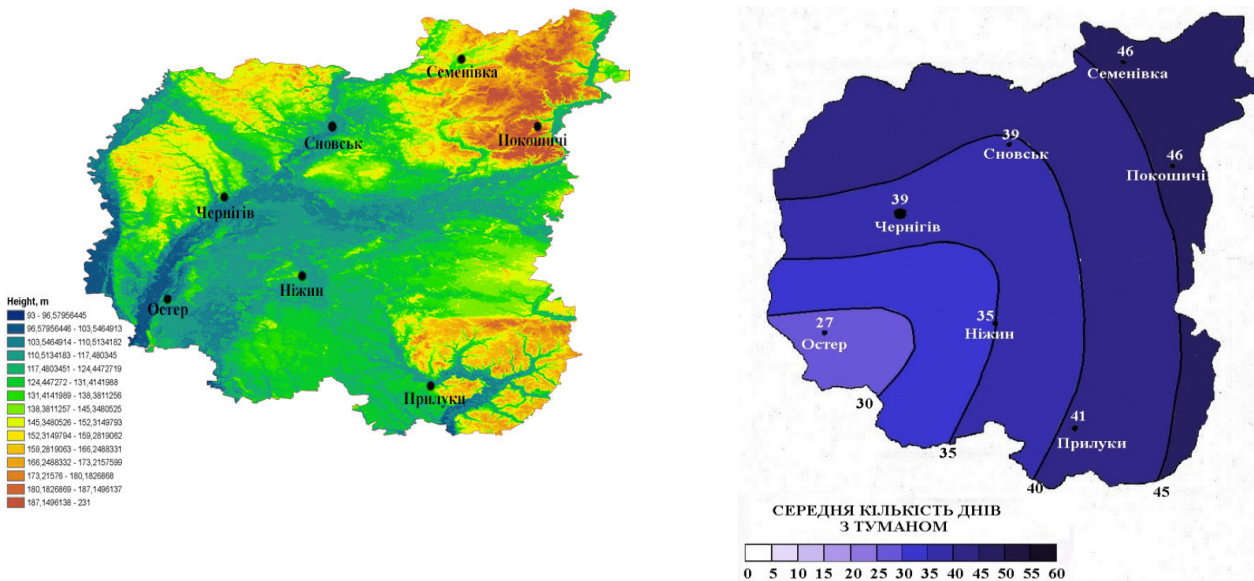 Семенівка
Сновськ
Покошичі
Чернігів
Ніжин
Остер
Прилуки
Height, m
93 - 96,57956445
96,57956446 - 103,5464913
103,5464914 - 110,5134182
110,5134183 - 117,480345
117,4803451 - 124,4472719
124,447272 - 131,4141988
131,4141989 - 138,3811256
138,3811257 - 145,3480525
145,3480526 - 152,3149793
152,3149794 - 159,2819062
159,2819063 - 166,2488331
166,2488332 - 173,2157599
173,21576 - 180,1826868
180,1826869 - 187,1496137
187,1496138 - 231
46
Семенівка
39
Сновськ
46
Покошичі
39
Чернігів
35
Ніжин
27
Остер
30
41
Прилуки
35
40
45
СЕРЕДНЯ КІЛЬКІСТЬ ДНІВ
З ТУМАНОМ
0 5 10 15 20 25 30 35 40 45 50 55 60